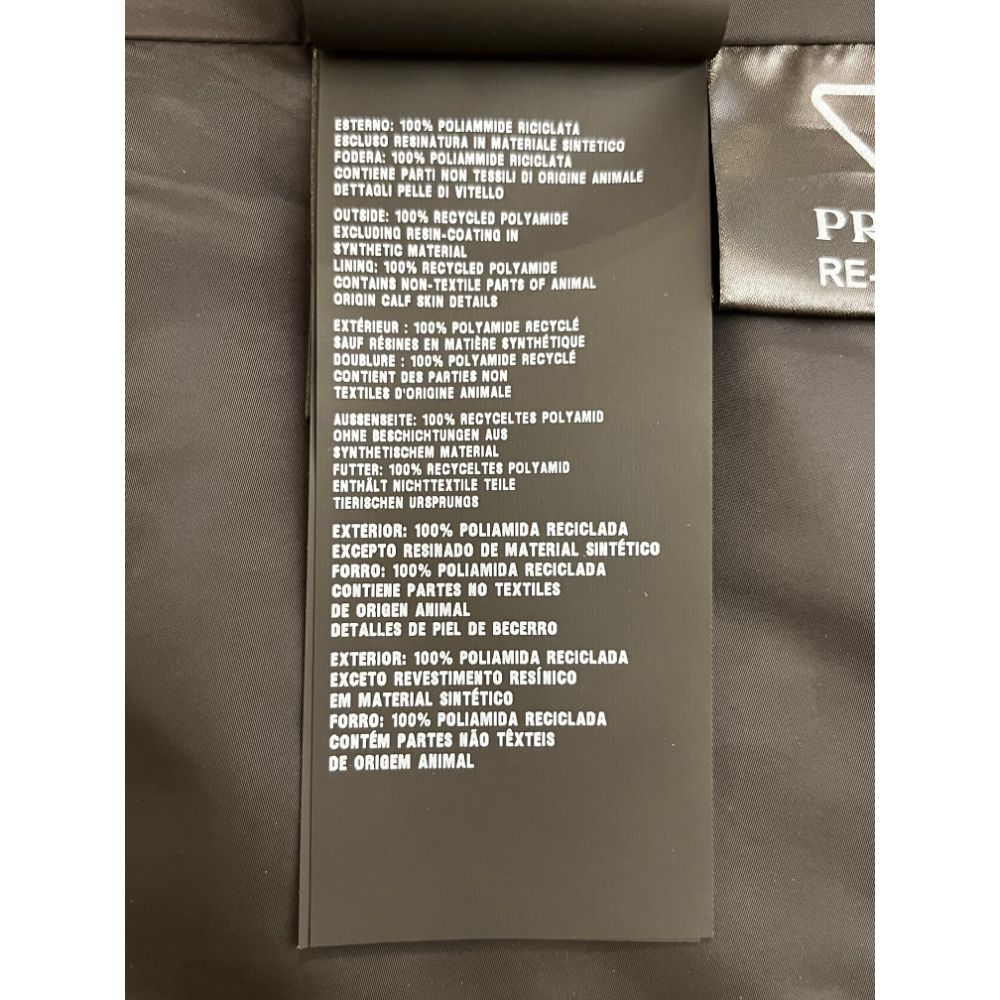 ESTERNO: 100% POLIAMMIDE RICICLATA
ESCLUSO RESINATURA IN MATERIALE SINTETICO
FODERA: 100% POLIAMMIDE RICICLATA
CONTIENE PARTI NON TESSILI DI ORIGINE ANIMALE
DETTAGLI PELLE DI VITELLO
OUTSIDE: 100% RECYCLED POLYAMIDE
EXCLUDING RESIN-COATING IN
SYNTHETIC MATERIAL
LINING: 100% RECYCLED POLYAMIDE
CONTAINS NON-TEXTILE PARTS OF ANIMAL
ORIGIN CALF SKIN DETAILS
EXTÉRIEUR : 100% POLYAMIDE RECYCLÉ
SAUF RÉSINES EN MATIÈRE SYNTHÉTIQUE
DOUBLURE : 100% POLYAMIDE RECYCLÉ
CONTIENT DES PARTIES NON
TEXTILES D'ORIGINE ANIMALE
AUSSENSEITE: 100% RECYCELTES POLYAMID
OHNE BESCHICHTUNGEN AUS
SYNTHETISCHEM MATERIAL
FUTTER: 100% RECYCELTES POLYAMID
ENTHÄLT NICHTTEXTILE TEILE
TIERISCHEN URSPRUNGS
EXTERIOR: 100% POLIAMIDA RECICLADA
EXCEPTO RESINADO DE MATERIAL SINTÉTICO
FORRO: 100% POLIAMIDA RECICLADA
CONTIENE PARTES NO TEXTILES
DE ORIGEN ANIMAL
DETALLES DE PIEL DE BECERRO
EXTERIOR: 100% POLIAMIDA RECICLADA
EXCETO REVESTIMENTO RESÍNICO
EM MATERIAL SINTÉTICO
FORRO: 100% POLIAMIDA RECICLADA
CONTÉM PARTES NÃO TÊXTEIS
DE ORIGEM ANIMAL
PR
RE-